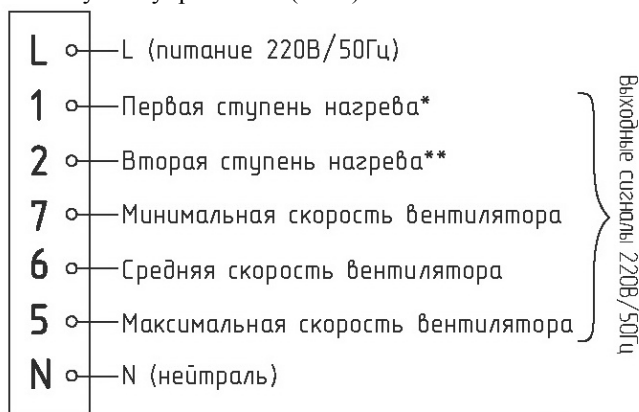 L L (питание 220В/50Гц)
1 Первая ступень нагрева*
2 Вторая ступень нагрева**
7 Минимальная скорость вентилятора
6 Средняя скорость вентилятора
5 Максимальная скорость вентилятора
N N (нейтраль)
Выходные сигналы 220В/50Гц